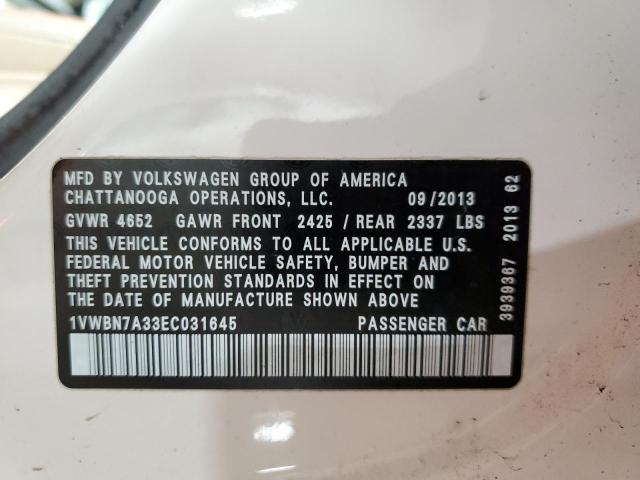 MFD BY VOLKSWAGEN GROUP OF AMERICA
CHATTANOOGA OPERATIONS, LLC. 09/2013
GVWR 4652 GAWR FRONT 2425 / REAR 2337 LBS
THIS VEHICLE CONFORMS TO ALL APPLICABLE U.S.
FEDERAL MOTOR VEHICLE SAFETY, BUMPER AND
THEFT PREVENTION STANDARDS IN EFFECT ON
THE DATE OF MANUFACTURE SHOWN ABOVE
1VWBN7A33EC031645 PASSENGER CAR
3939367 2013 62